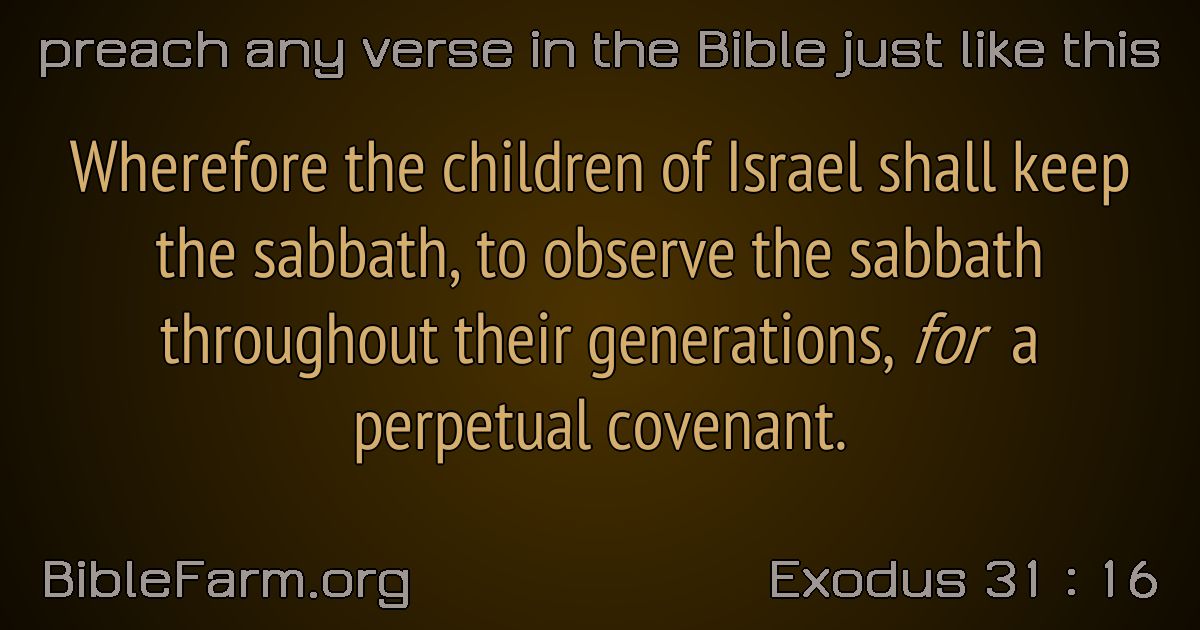 preach any verse in the Bible just like this
Wherefore the children of Israel shall keep
the sabbath, to observe the sabbath
throughout their generations, for a
perpetual covenant.
BibleFarm.org
Exodus 31 : 16